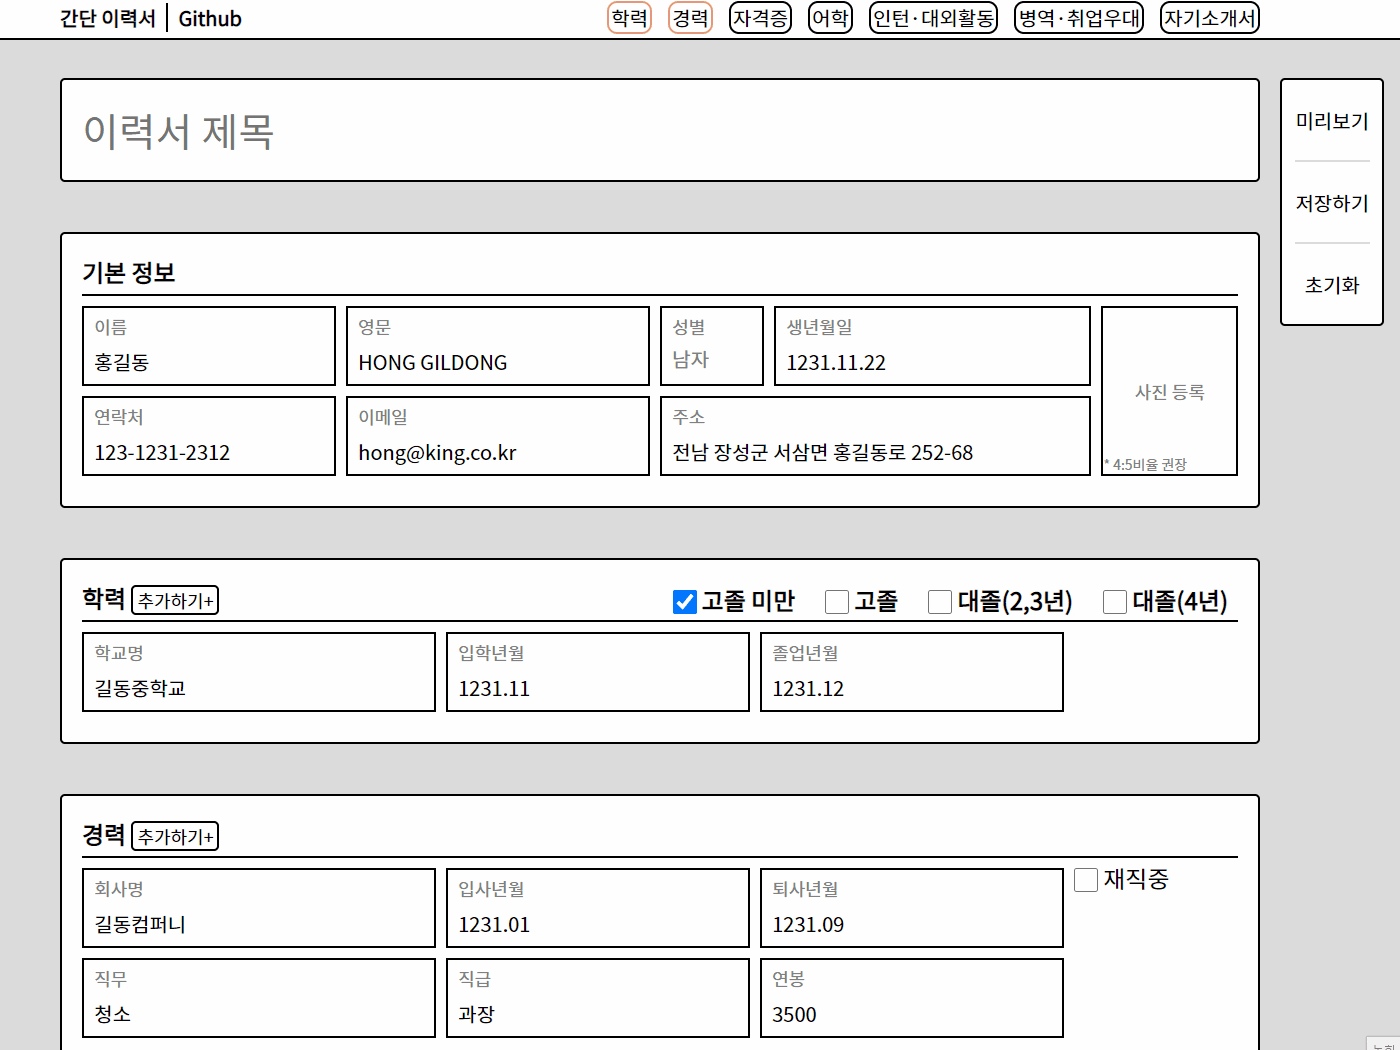 간단 이력서 Github 학력 경력 자격증 어학 인턴·대외활동 병역·취업우대 자기소개서
이력서 제목
미리보기
저장하기
초기화
기본 정보
이름 영문 성별 생년월일
홍길동 HONG GILDONG 남자 1231.11.22
사진 등록
연락처 이메일 주소
123-1231-2312 hong@king.co.kr 전남 장성군 서삼면 홍길동로 252-68
* 4:5비율 권장
학력 추가하기+ 고졸 미만 고졸 대졸(2,3년) 대졸(4년)
학교명 입학년월 졸업년월
길동중학교 1231.11 1231.12
경력 추가하기+
회사명 입사년월 퇴사년월 재직중
길동컴퍼니 1231.01 1231.09
직무 직급 연봉
청소 과장 3500